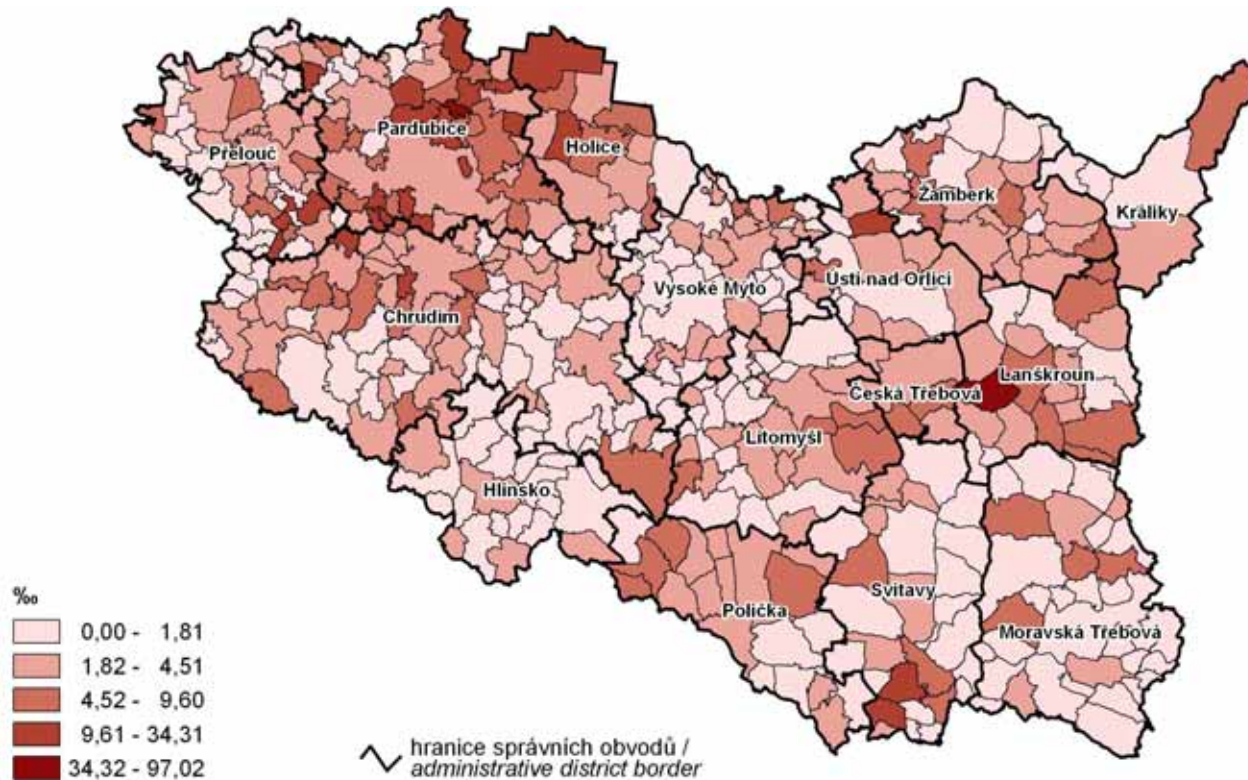 Pardubice
Holice
Přelouč
Žamberk
Králíky
Ústí nad Orlicí
Vysoké Mýto
Chrudim
Lanškroun
Česká Třebová
Litomyšl
Hlinsko
Svitavy
Polička
Moravská Třebová
‰
0,00 - 1,81
1,82 - 4,51
4,52 - 9,60
9,61 - 34,31
34,32 - 97,02
hranice správních obvodů /
administrative district border